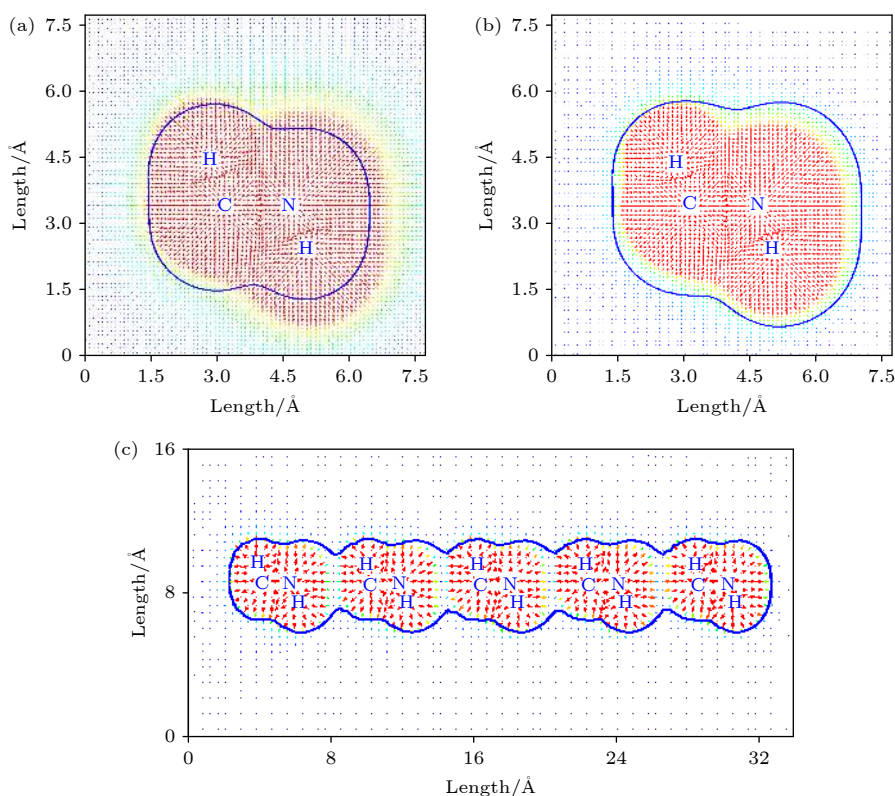 (a)
7.5
6.0
4.5
3.0
1.5
0
Length/Å
H
C N
H
0 1.5 3.0 4.5 6.0 7.5
Length/Å
(b)
7.5
6.0
4.5
3.0
1.5
0
Length/Å
H
C N
H
0 1.5 3.0 4.5 6.0 7.5
Length/Å
(c)
16
8
0
Length/Å
H H H H H
C N C N C N C N C N
H H H H H
0 8 16 24 32
Length/Å